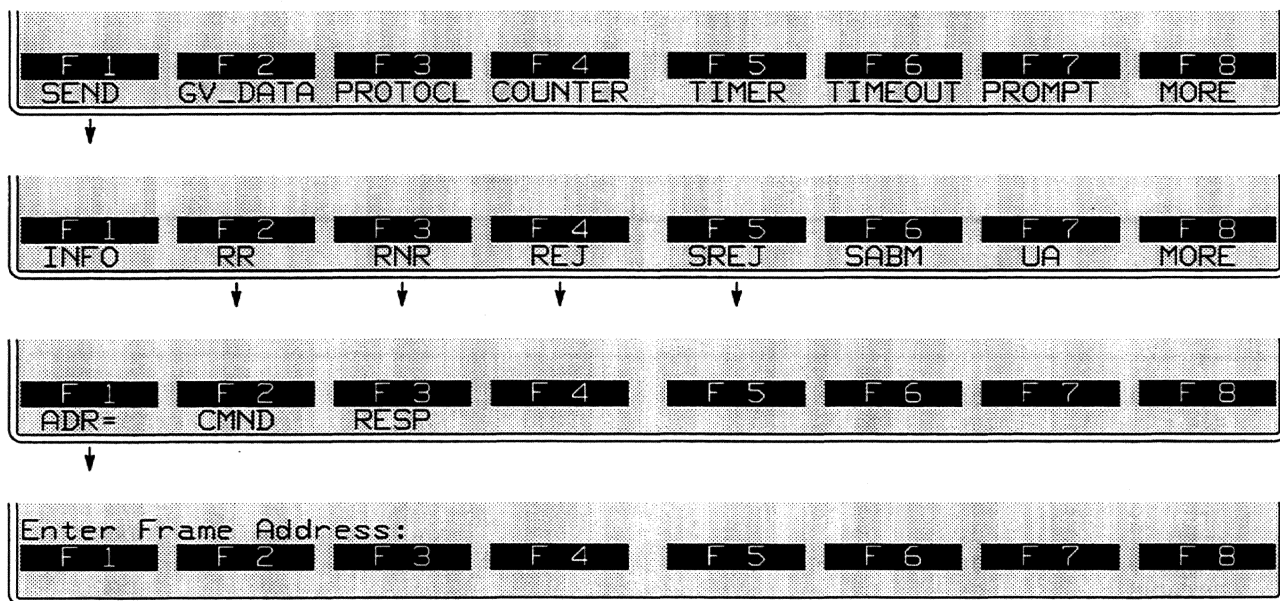 F 1 F 2 F 3 F 4 F 5 F 6 F 7 F 8
SEND GV_DATA PROTOCL COUNTER TIMER TIMEOUT PROMPT MORE
F 1 F 2 F 3 F 4 F 5 F 6 F 7 F 8
INFO RR RNR REJ SREJ SABM UA MORE
F 1 F 2 F 3 F 4 F 5 F 6 F 7 F 8
ADR= CMND RESP
Enter Frame Address:
F 1 F 2 F 3 F 4 F 5 F 6 F 7 F 8